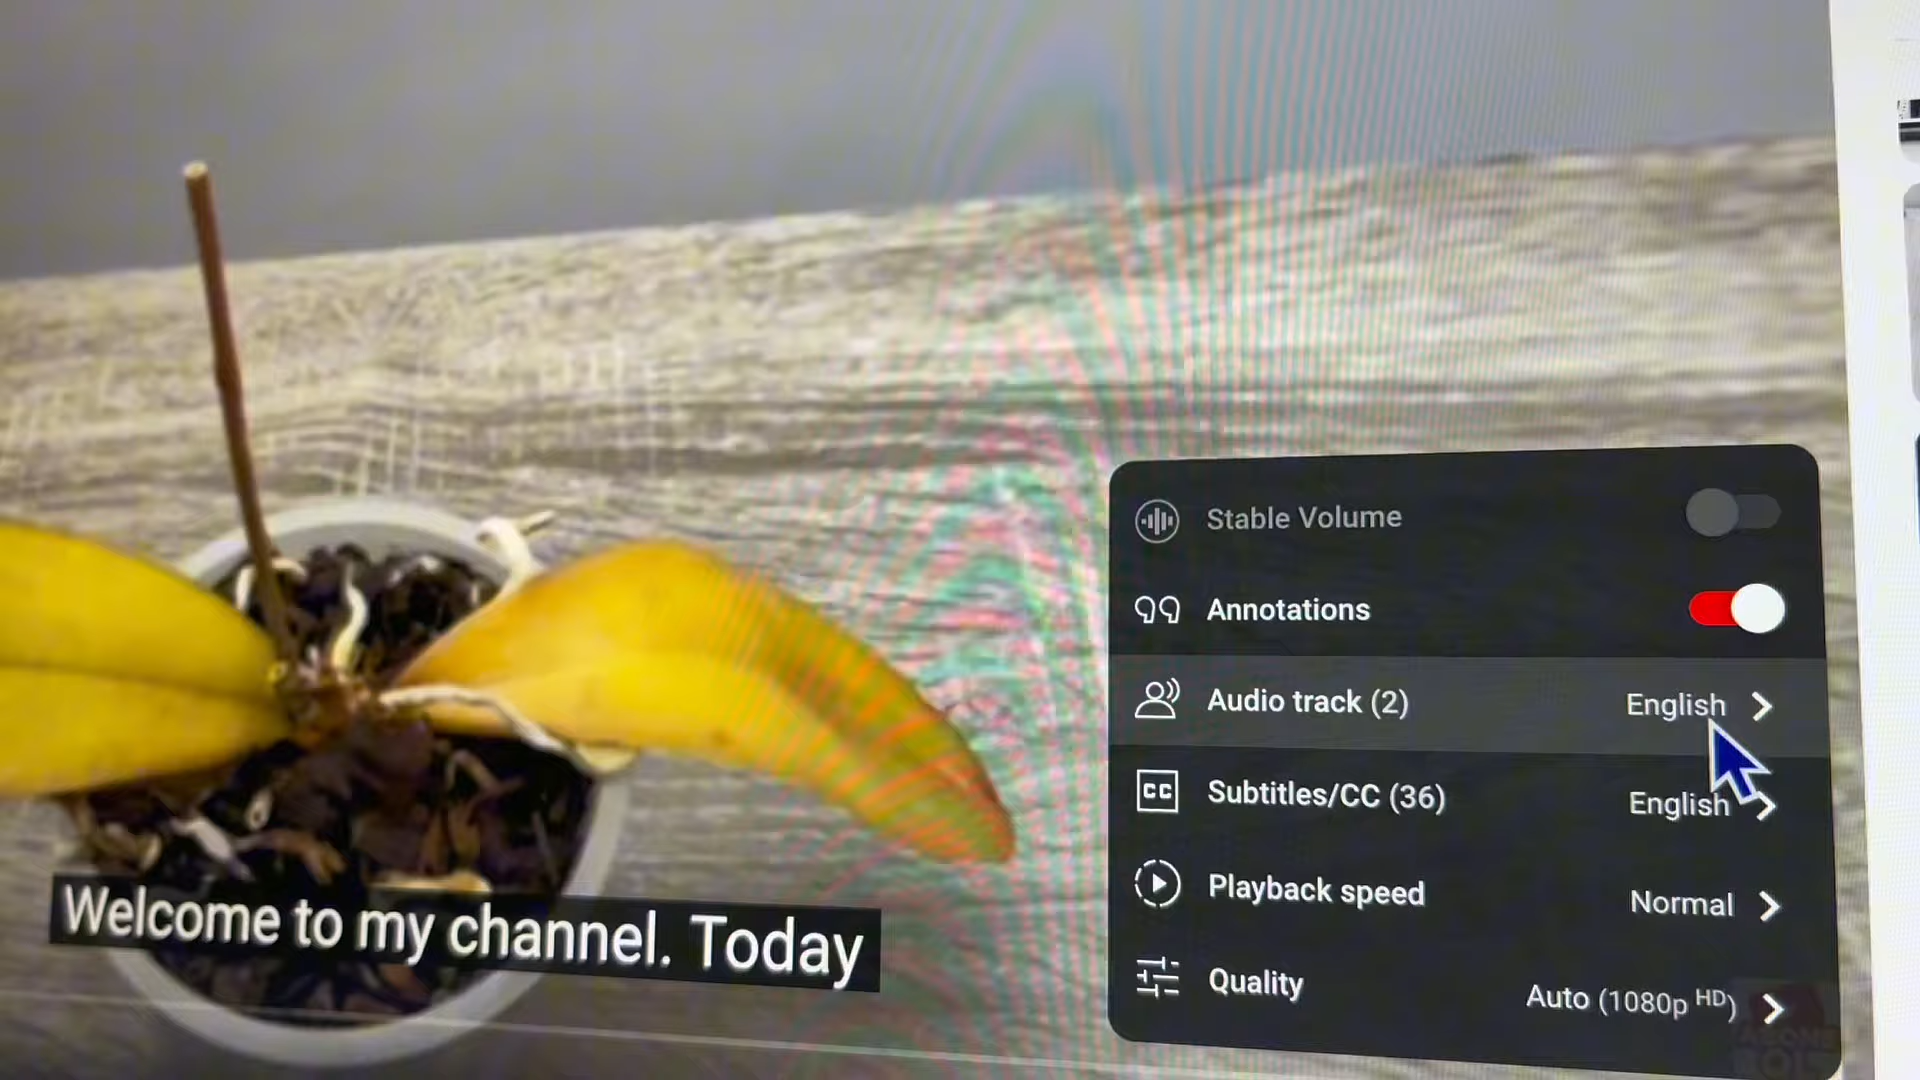 Stable Volume
Annotations
Audio track (2) English
Subtitles/CC (36) English
Playback speed Normal
Quality Auto (1080p HD)
Welcome to my channel. Today